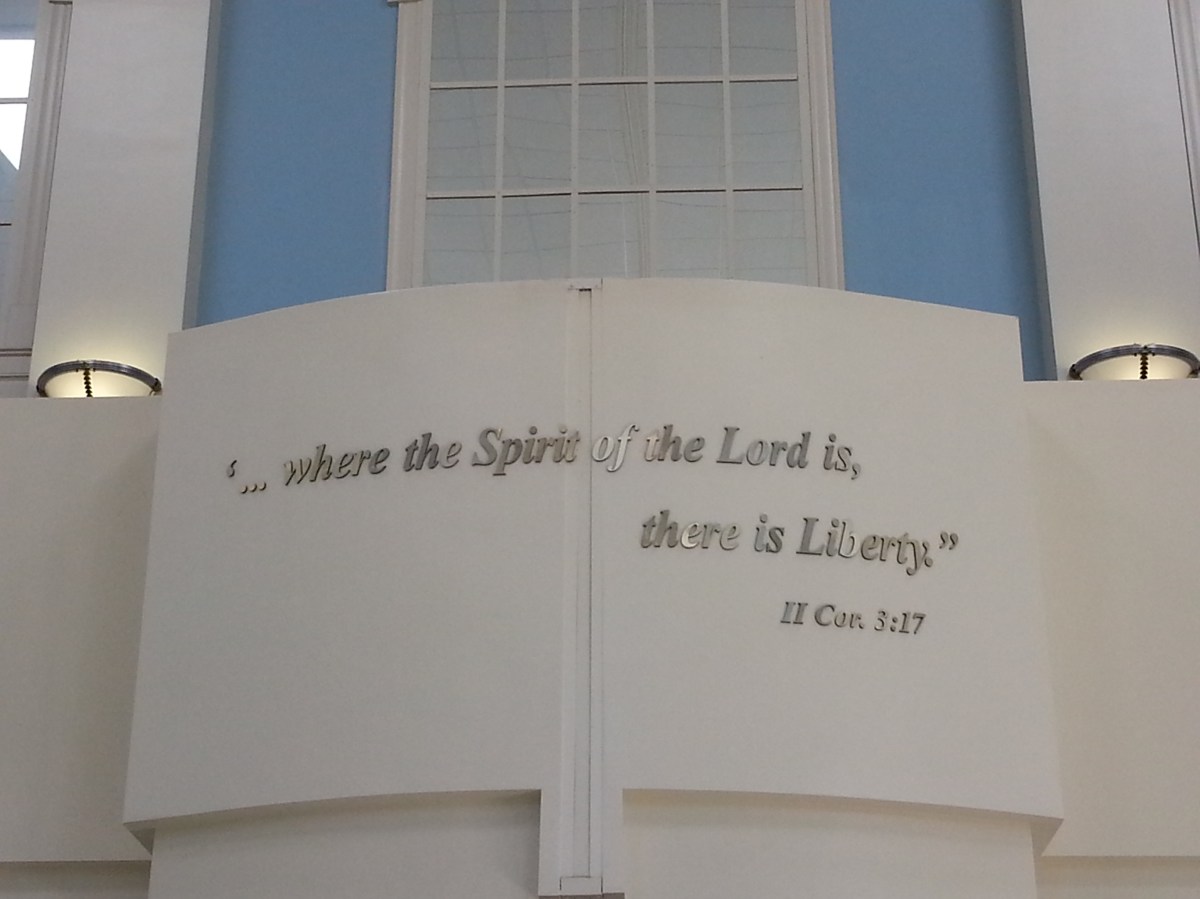 ‘... where the Spirit of the Lord is,
there is Liberty.”
II Cor. 3:17